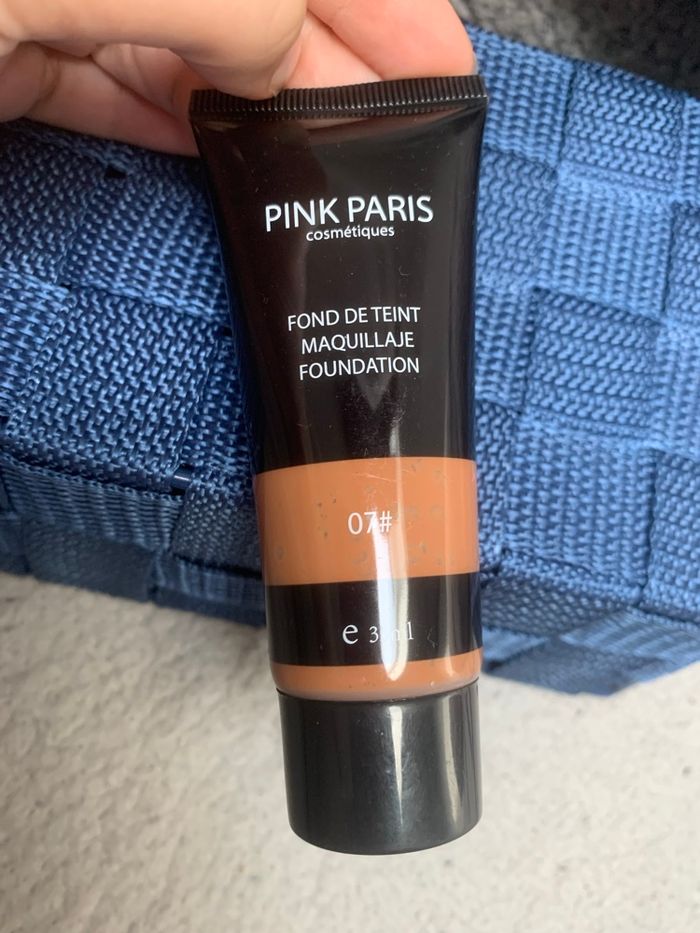 PINK PARIS
cosmétiques
FOND DE TEINT
MAQUILLAJE
FOUNDATION
07#
e